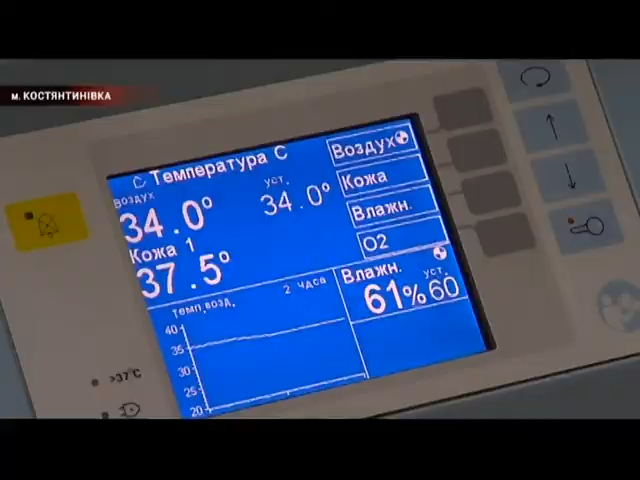 м. КОСТЯНТИНІВКА
Температура С
Воздух
Воздух
уст.
34.0°
34.0°
Кожа
Кожа 1
Влажн.
37.5°
О2
темп.возд.
2 часа
Влажн.
уст.
61% 60
40
35
30
25
20
>37°C